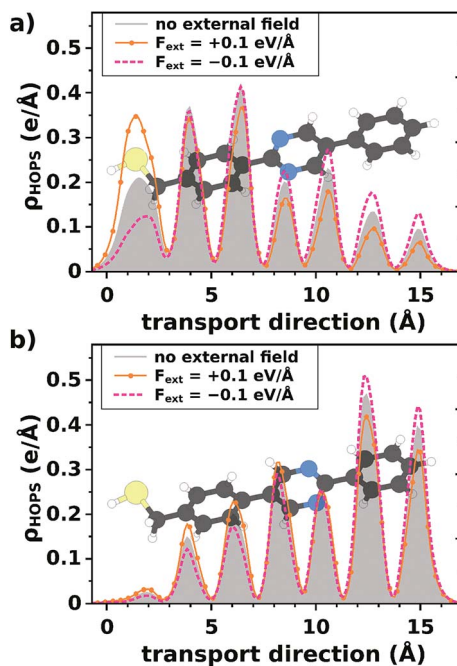 a)
no external field
Fext = +0.1 eV/Å
Fext = −0.1 eV/Å
ρHOPS (e/Å)
0.5
0.4
0.3
0.2
0.1
0
0 5 10 15
transport direction (Å)
b)
no external field
Fext = +0.1 eV/Å
Fext = −0.1 eV/Å
ρHOPS (e/Å)
0.5
0.4
0.3
0.2
0.1
0
0 5 10 15
transport direction (Å)